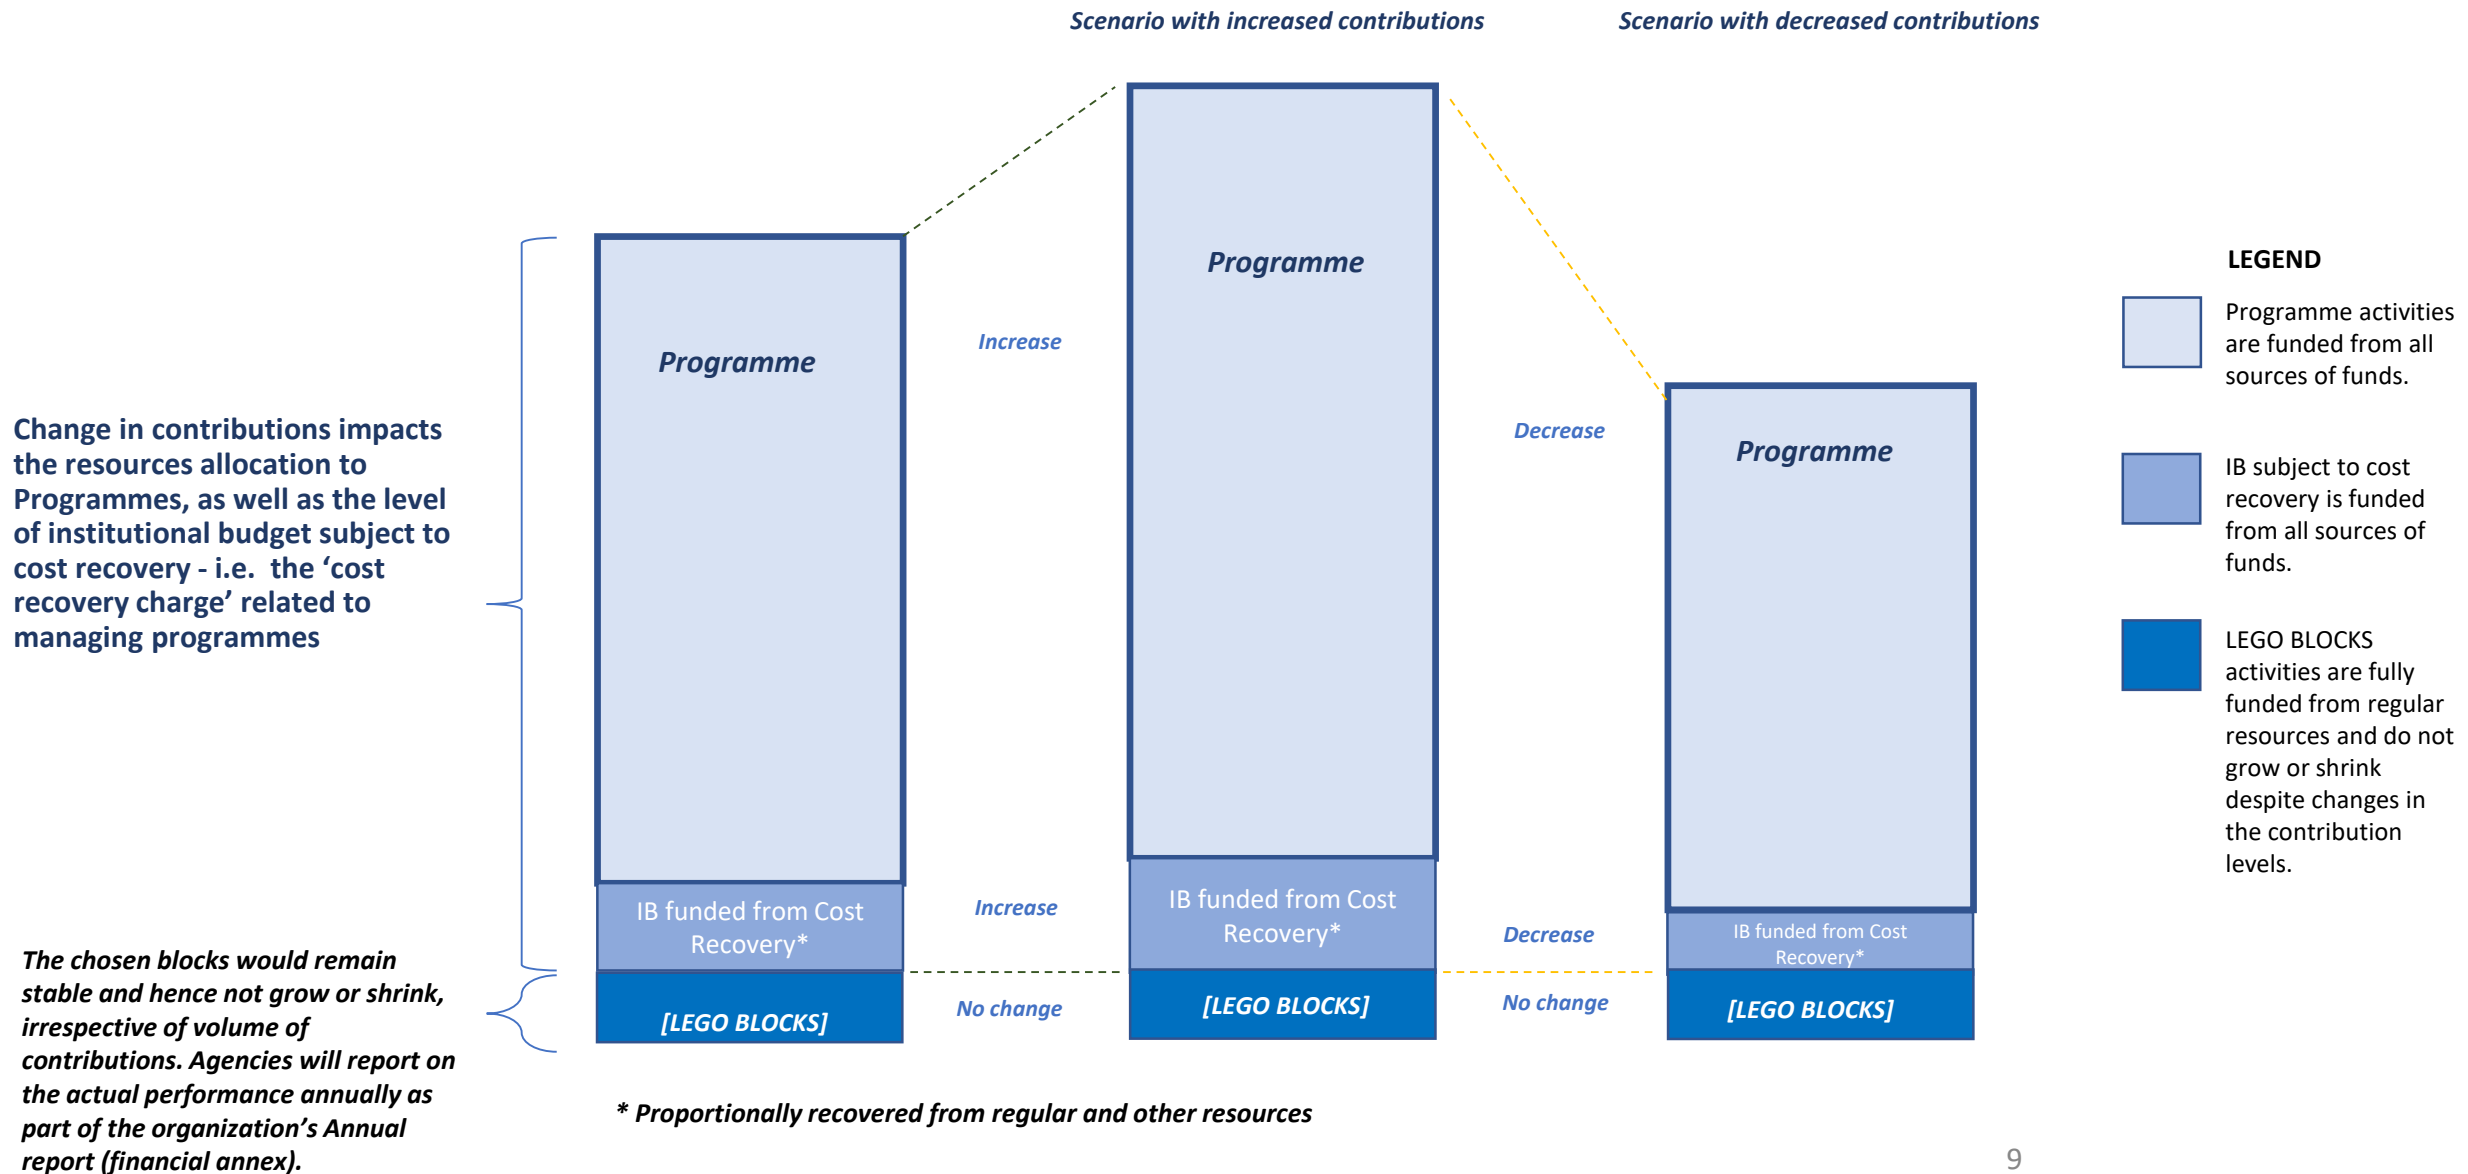 Scenario with increased contributions
Scenario with decreased contributions
Change in contributions impacts
the resources allocation to
Programmes, as well as the level
of institutional budget subject to
cost recovery - i.e.  the ‘cost
recovery charge’ related to
managing programmes
The chosen blocks would remain
stable and hence not grow or shrink,
irrespective of volume of
contributions. Agencies will report on
the actual performance annually as
part of the organization’s Annual
report (financial annex).
Programme
IB funded from Cost
Recovery*
[LEGO BLOCKS]
Increase
Increase
No change
Programme
IB funded from Cost
Recovery*
[LEGO BLOCKS]
Decrease
Decrease
No change
Programme
IB funded from Cost
Recovery*
[LEGO BLOCKS]
LEGEND
Programme activities
are funded from all
sources of funds.
IB subject to cost
recovery is funded
from all sources of
funds.
LEGO BLOCKS
activities are fully
funded from regular
resources and do not
grow or shrink
despite changes in
the contribution
levels.
* Proportionally recovered from regular and other resources
9